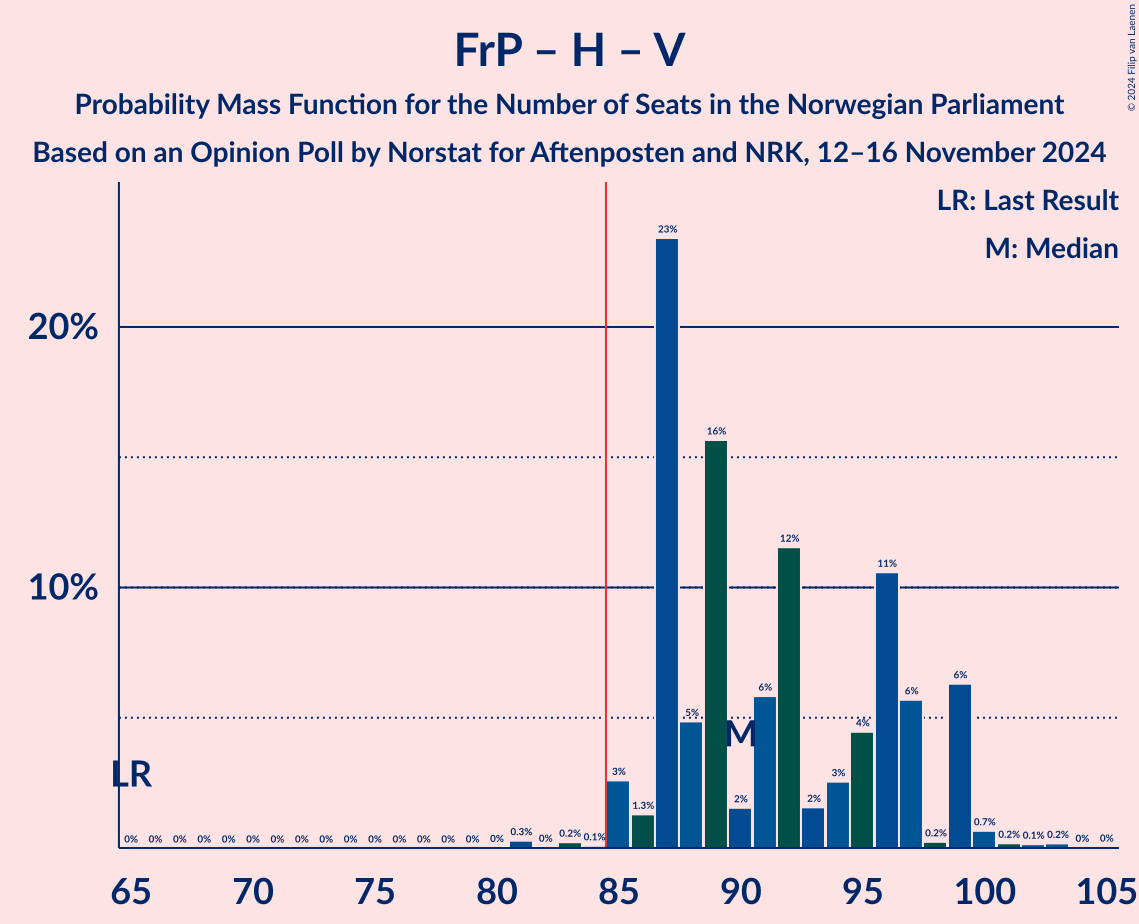 FrP – H – V
Probability Mass Function for the Number of Seats in the Norwegian Parliament
Based on an Opinion Poll by Norstat for Aftenposten and NRK, 12–16 November 2024
© 2024 Filip van Laenen
LR: Last Result
M: Median
20%
10%
23%
16%
12%
11%
6%
6%
6%
5%
4%
M
LR
3%
3%
2%
2%
1.3%
0% 0% 0% 0% 0% 0% 0% 0% 0% 0% 0% 0% 0% 0% 0% 0% 0.3% 0% 0.2% 0.1%
0.2% 0.7% 0.2% 0.1% 0.2% 0% 0%
65 70 75 80 85 90 95 100 105